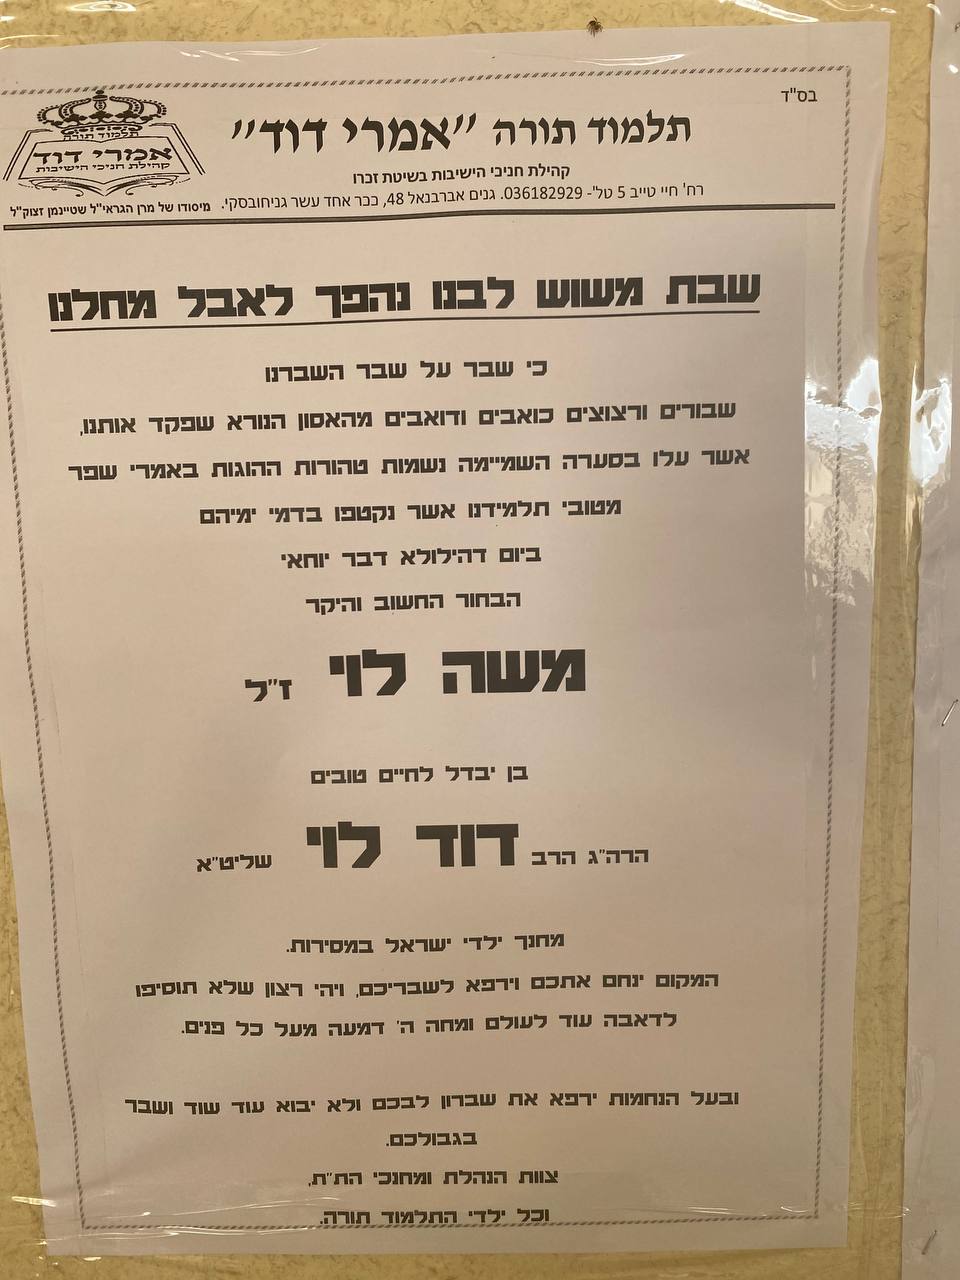 בס"ד
תלמוד תורה "אמרי דוד"
קהילת חניכי הישיבות בשיטת זכרו
רח' חיי טייב 5 טל'- 036182929. גנים אברבנאל 48, ככר אחד עשר גניחובסקי.
מיסודו של מרן הגראי"ל שטיינמן זצוק"ל
תלמוד תורה
אמרי דוד
קהילת חניכי הישיבות
שבת משוש לבנו נהפך לאבל מחלנו
כי שבר על שבר השברנו
שבורים ורצוצים כואבים ודואבים מהאסון הנורא שפקד אותנו,
אשר עלו בסערה השמיימה נשמות טהורות ההוגות באמרי שפר
מטובי תלמידנו אשר נקטפו בדמי ימיהם
ביום דהילולא דבר יוחאי
הבחור החשוב והיקר
משה לוי ז"ל
בן יבדל לחיים טובים
הרה"ג הרב דוד לוי שליט"א
מחנך ילדי ישראל במסירות.
המקום ינחם אתכם וירפא לשבריכם, ויהי רצון שלא תוסיפו
לדאבה עוד לעולם ומחה ה' דמעה מעל כל פנים.
ובעל הנחמות ירפא את שברון לבכם ולא יבוא עוד שוד ושבר
בגבולכם.
צוות הנהלת ומחנכי הת"ת,
וכל ילדי התלמוד תורה.